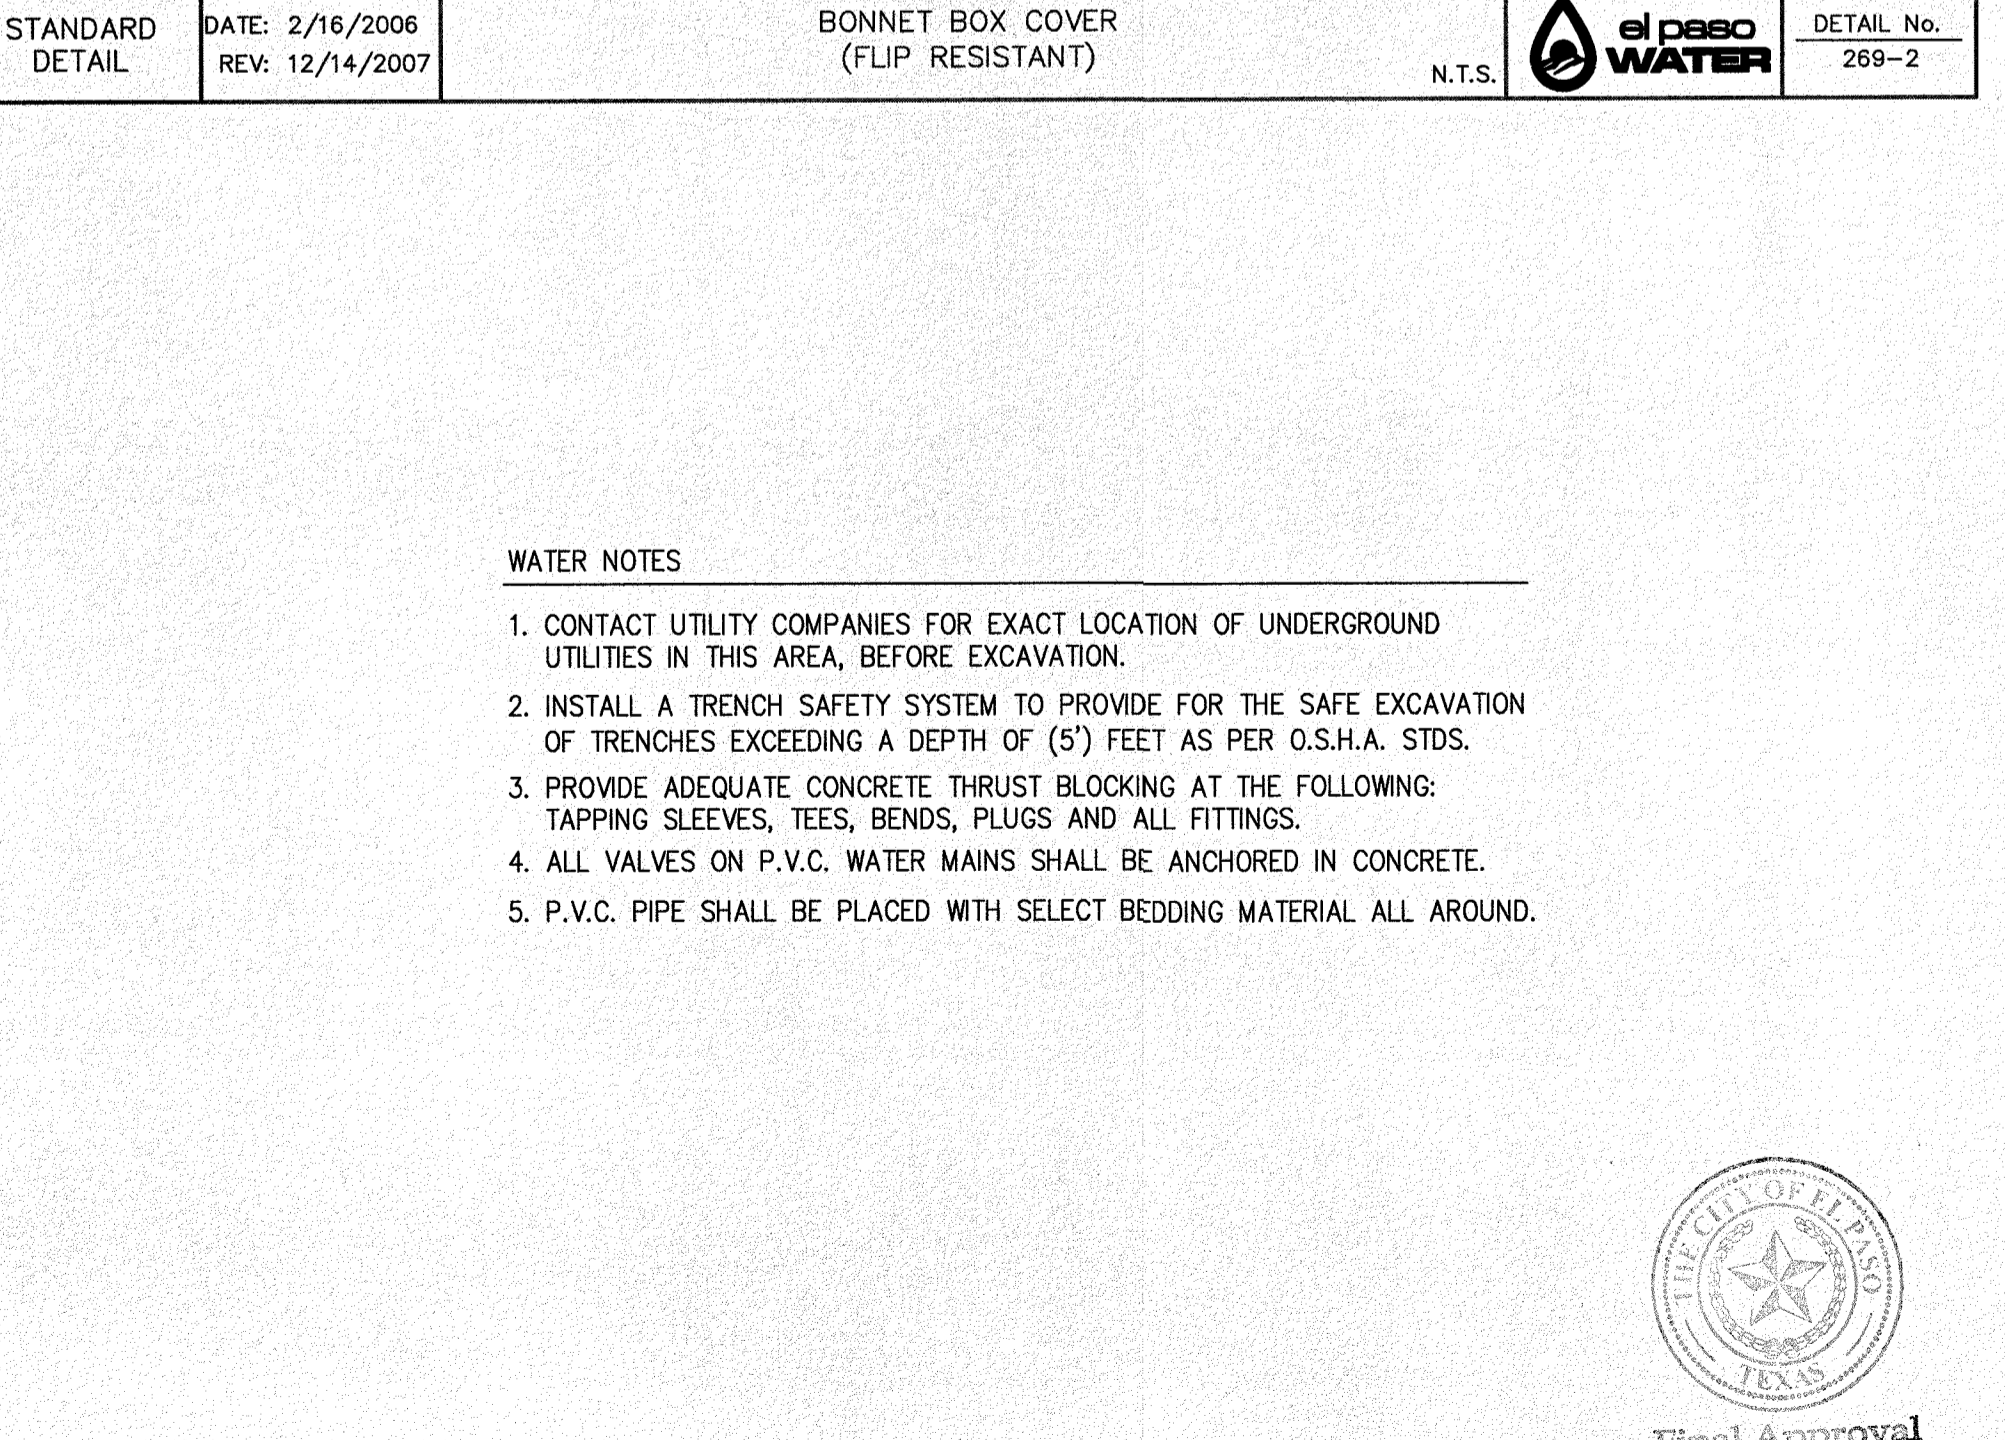 STANDARD
DETAIL
DATE: 2/16/2006
REV: 12/14/2007
BONNET BOX COVER
(FLIP RESISTANT)
N.T.S.
el paso
WATER
DETAIL No.
269-2
WATER NOTES
1. CONTACT UTILITY COMPANIES FOR EXACT LOCATION OF UNDERGROUND
UTILITIES IN THIS AREA, BEFORE EXCAVATION.
2. INSTALL A TRENCH SAFETY SYSTEM TO PROVIDE FOR THE SAFE EXCAVATION
OF TRENCHES EXCEEDING A DEPTH OF (5') FEET AS PER O.S.H.A. STDS.
3. PROVIDE ADEQUATE CONCRETE THRUST BLOCKING AT THE FOLLOWING:
TAPPING SLEEVES, TEES, BENDS, PLUGS AND ALL FITTINGS.
4. ALL VALVES ON P.V.C. WATER MAINS SHALL BE ANCHORED IN CONCRETE.
5. P.V.C. PIPE SHALL BE PLACED WITH SELECT BEDDING MATERIAL ALL AROUND.
THE CITY OF EL PASO
TEXAS
Final Approval